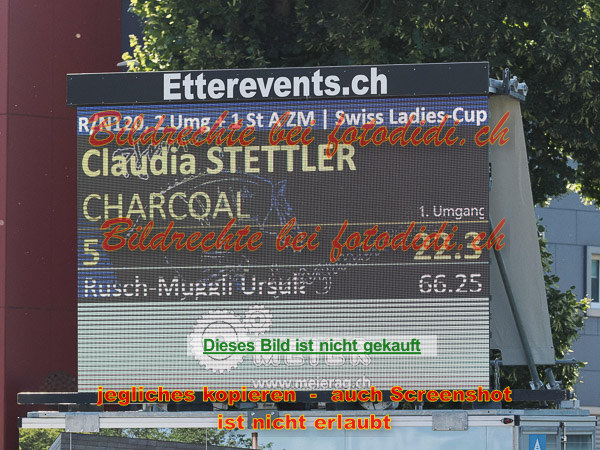 Etterevents.ch
R/N120, 2 Umg / 1 St A ZM | Swiss Ladies-Cup
Bildrechte bei fotodidi.ch
Claudia STETTLER
CHARCOAL
1. Umgang
Bildrechte bei fotodidi.ch
5 22.3
Rüsch-Muggli Ursula 66.25
Dieses Bild ist nicht gekauft
www.meierag.ch
jegliches kopieren - auch Screenshot
ist nicht erlaubt